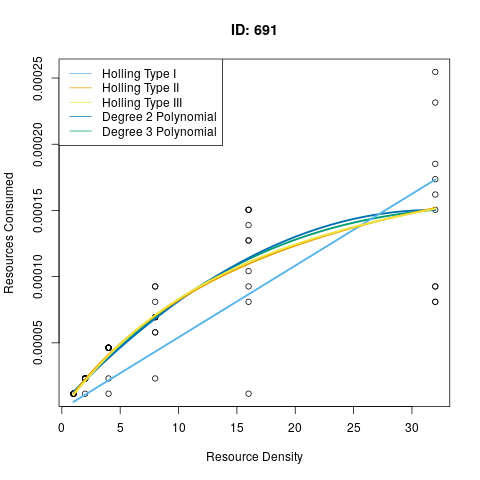 ID: 691
Holling Type I
Holling Type II
Holling Type III
Degree 2 Polynomial
Degree 3 Polynomial
Resources Consumed
0.00025
0.00020
0.00015
0.00010
0.00005
0 5 10 15 20 25 30
Resource Density